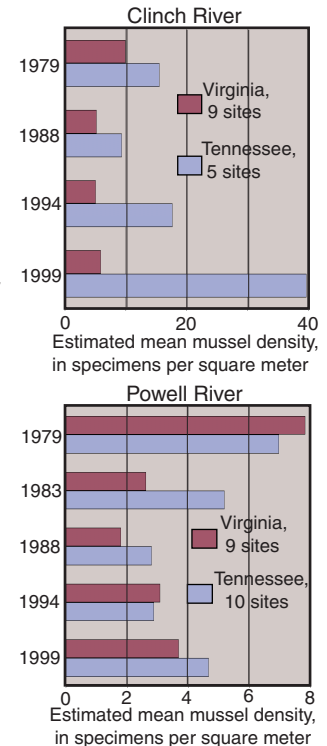 Clinch River
1979
Virginia,
9 sites
1988
Tennessee,
5 sites
1994
1999
0 20 40
Estimated mean mussel density,
in specimens per square meter
Powell River
1979
1983
Virginia,
9 sites
1988
Tennessee,
10 sites
1994
1999
0 2 4 6 8
Estimated mean mussel density,
in specimens per square meter